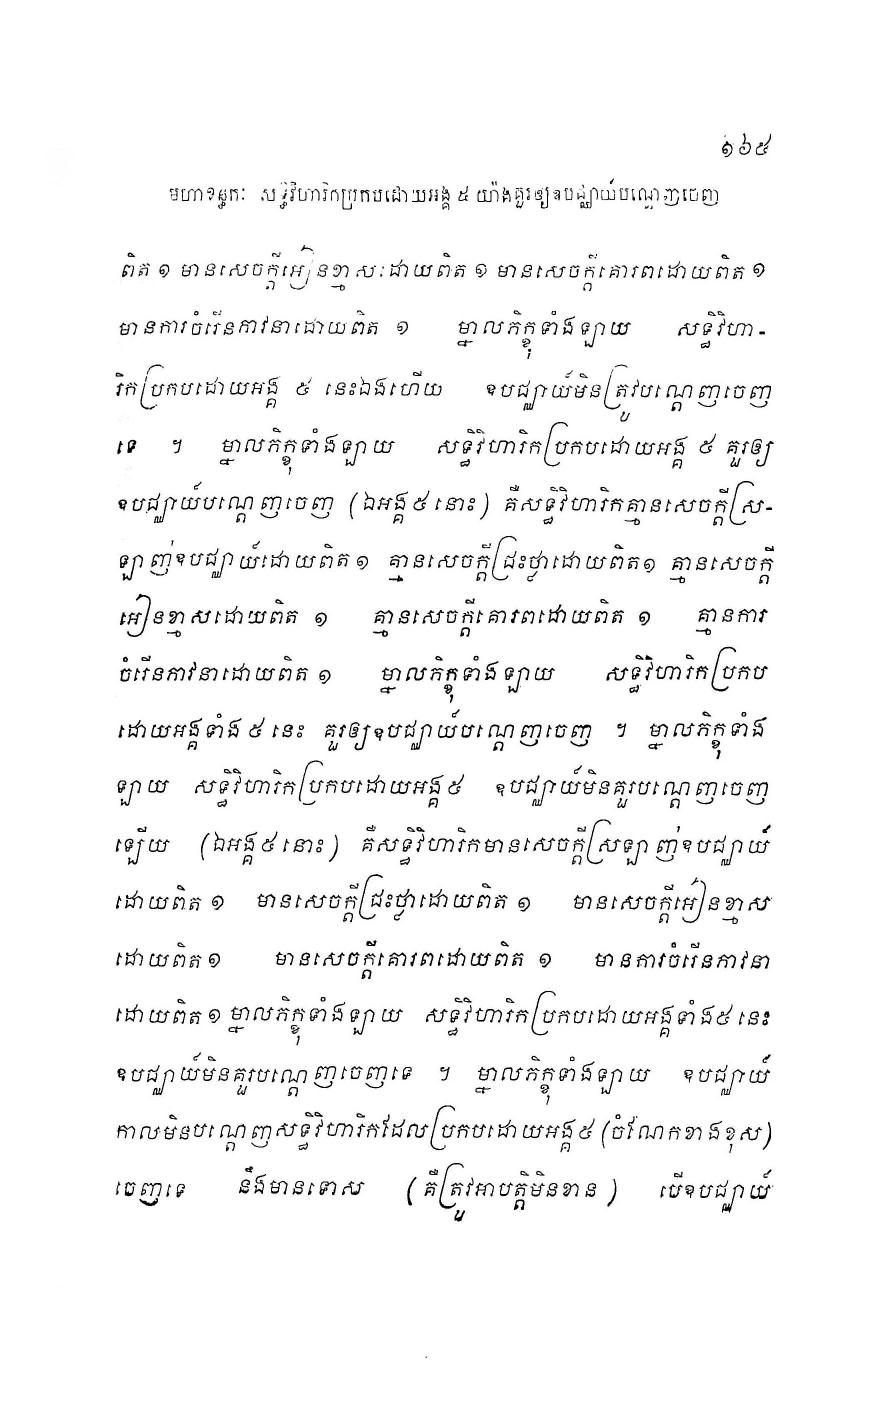 ១៦៥
មហាខន្ធកៈ សទ្ធិវិហារិកប្រកបដោយអង្គ ៥ យ៉ាងគួរឲ្យឧបជ្ឈាយ៍បណ្តេញចេញ
ពិត ១ មានសេចក្តីអៀនខ្មាសដោយពិត ១ មានសេចក្តីគោរពដោយពិត ១
មានការចំរើនភាវនាដោយពិត ១ ម្នាលភិក្ខុទាំងឡាយ សទ្ធិវិហា-
រិកប្រកបដោយអង្គ ៥ នេះឯងហើយ ឧបជ្ឈាយ៍មិនត្រូវបណ្តេញចេញ
ទេ ។ ម្នាលភិក្ខុទាំងឡាយ សទ្ធិវិហារិកប្រកបដោយអង្គ ៥ គួរឲ្យ
ឧបជ្ឈាយ៍បណ្តេញចេញ (ឯអង្គ ៥ នោះ) គឺសទ្ធិវិហារិកគ្មានសេចក្តីស្រ-
ឡាញ់ឧបជ្ឈាយ៍ដោយពិត ១ គ្មានសេចក្តីជ្រះថ្លាដោយពិត ១ គ្មានសេចក្តី
អៀនខ្មាសដោយពិត ១ គ្មានសេចក្តីគោរពដោយពិត ១ គ្មានការ
ចំរើនភាវនាដោយពិត ១ ម្នាលភិក្ខុទាំងឡាយ សទ្ធិវិហារិកប្រកប
ដោយអង្គទាំង ៥ នេះ គួរឲ្យឧបជ្ឈាយ៍បណ្តេញចេញ ។ ម្នាលភិក្ខុទាំង
ឡាយ សទ្ធិវិហារិកប្រកបដោយអង្គ ៥ ឧបជ្ឈាយ៍មិនគួរបណ្តេញចេញ
ឡើយ (ឯអង្គ ៥ នោះ) គឺសទ្ធិវិហារិកមានសេចក្តីស្រឡាញ់ឧបជ្ឈាយ៍
ដោយពិត ១ មានសេចក្តីជ្រះថ្លាដោយពិត ១ មានសេចក្តីអៀនខ្មាស
ដោយពិត ១ មានសេចក្តីគោរពដោយពិត ១ មានការចំរើនភាវនា
ដោយពិត ១ ម្នាលភិក្ខុទាំងឡាយ សទ្ធិវិហារិកប្រកបដោយអង្គទាំង ៥ នេះ
ឧបជ្ឈាយ៍មិនគួរបណ្តេញចេញទេ ។ ម្នាលភិក្ខុទាំងឡាយ ឧបជ្ឈាយ៍
កាលមិនបណ្តេញសទ្ធិវិហារិកដែលប្រកបដោយអង្គ ៥ (ចំណែកខាងខុស)
ចេញទេ នឹងមានទោស (គឺត្រូវអាបត្តិមិនខាន) បើឧបជ្ឈាយ៍